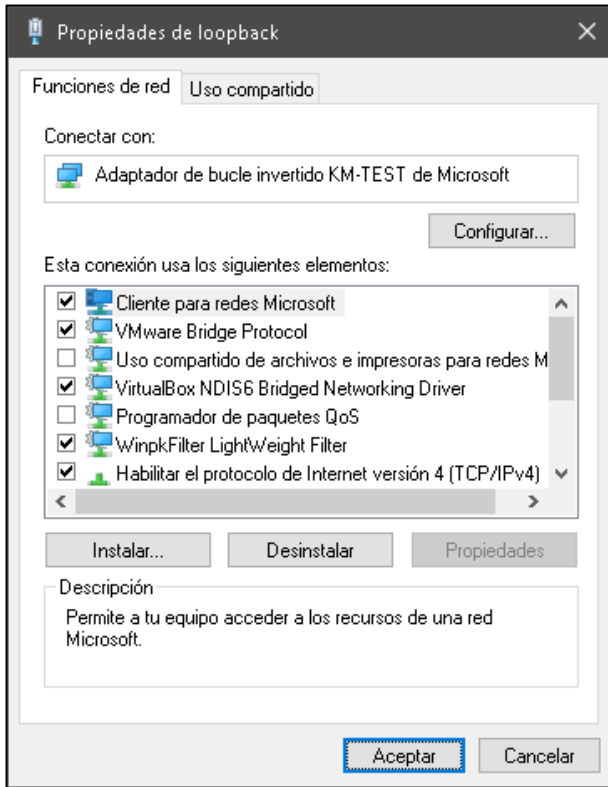 Propiedades de loopback
Funciones de red
Uso compartido
Conectar con:
Adaptador de bucle invertido KM-TEST de Microsoft
Configurar...
Esta conexión usa los siguientes elementos:
Cliente para redes Microsoft
VMware Bridge Protocol
Uso compartido de archivos e impresoras para redes M
VirtualBox NDIS6 Bridged Networking Driver
Programador de paquetes QoS
WinpkFilter LightWeight Filter
Habilitar el protocolo de Internet versión 4 (TCP/IPv4)
Instalar...
Desinstalar
Propiedades
Descripción
Permite a tu equipo acceder a los recursos de una red
Microsoft.
Aceptar
Cancelar